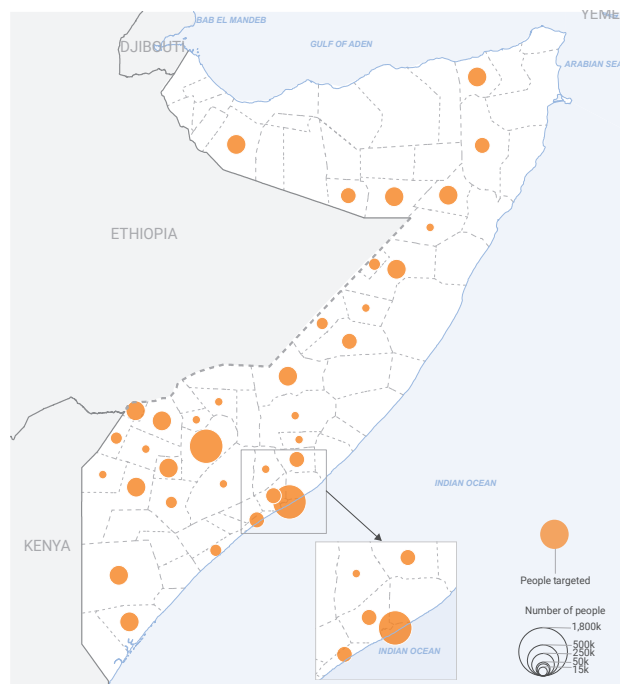 YEME
BAB EL MANDEB
DJIBOUTI
GULF OF ADEN
ARABIAN SEA
ETHIOPIA
INDIAN OCEAN
KENYA
People targeted
Number of people
1,800k
500k
250k
50k
15k
INDIAN OCEAN